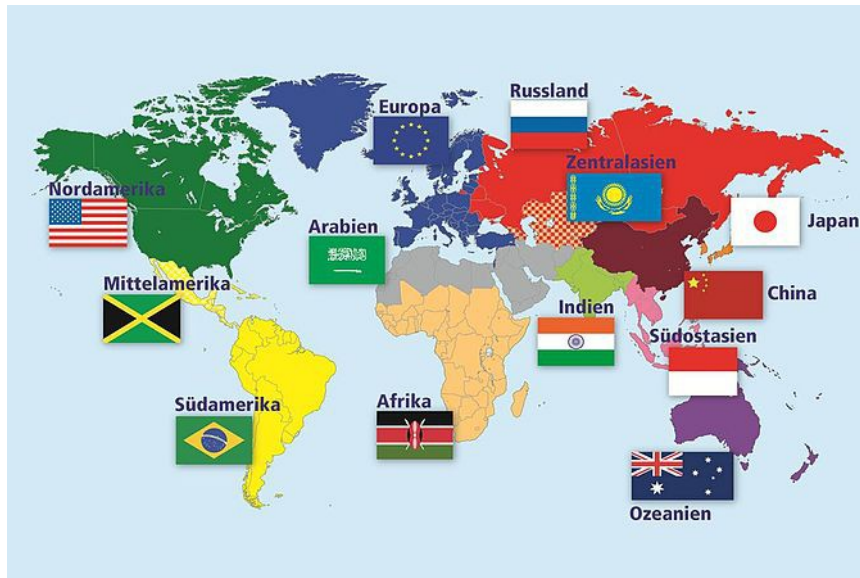 Russland
Europa
Zentralasien
Nordamerika
Arabien
Japan
Mittelamerika
China
Indien
Südostasien
Südamerika
Afrika
Ozeanien